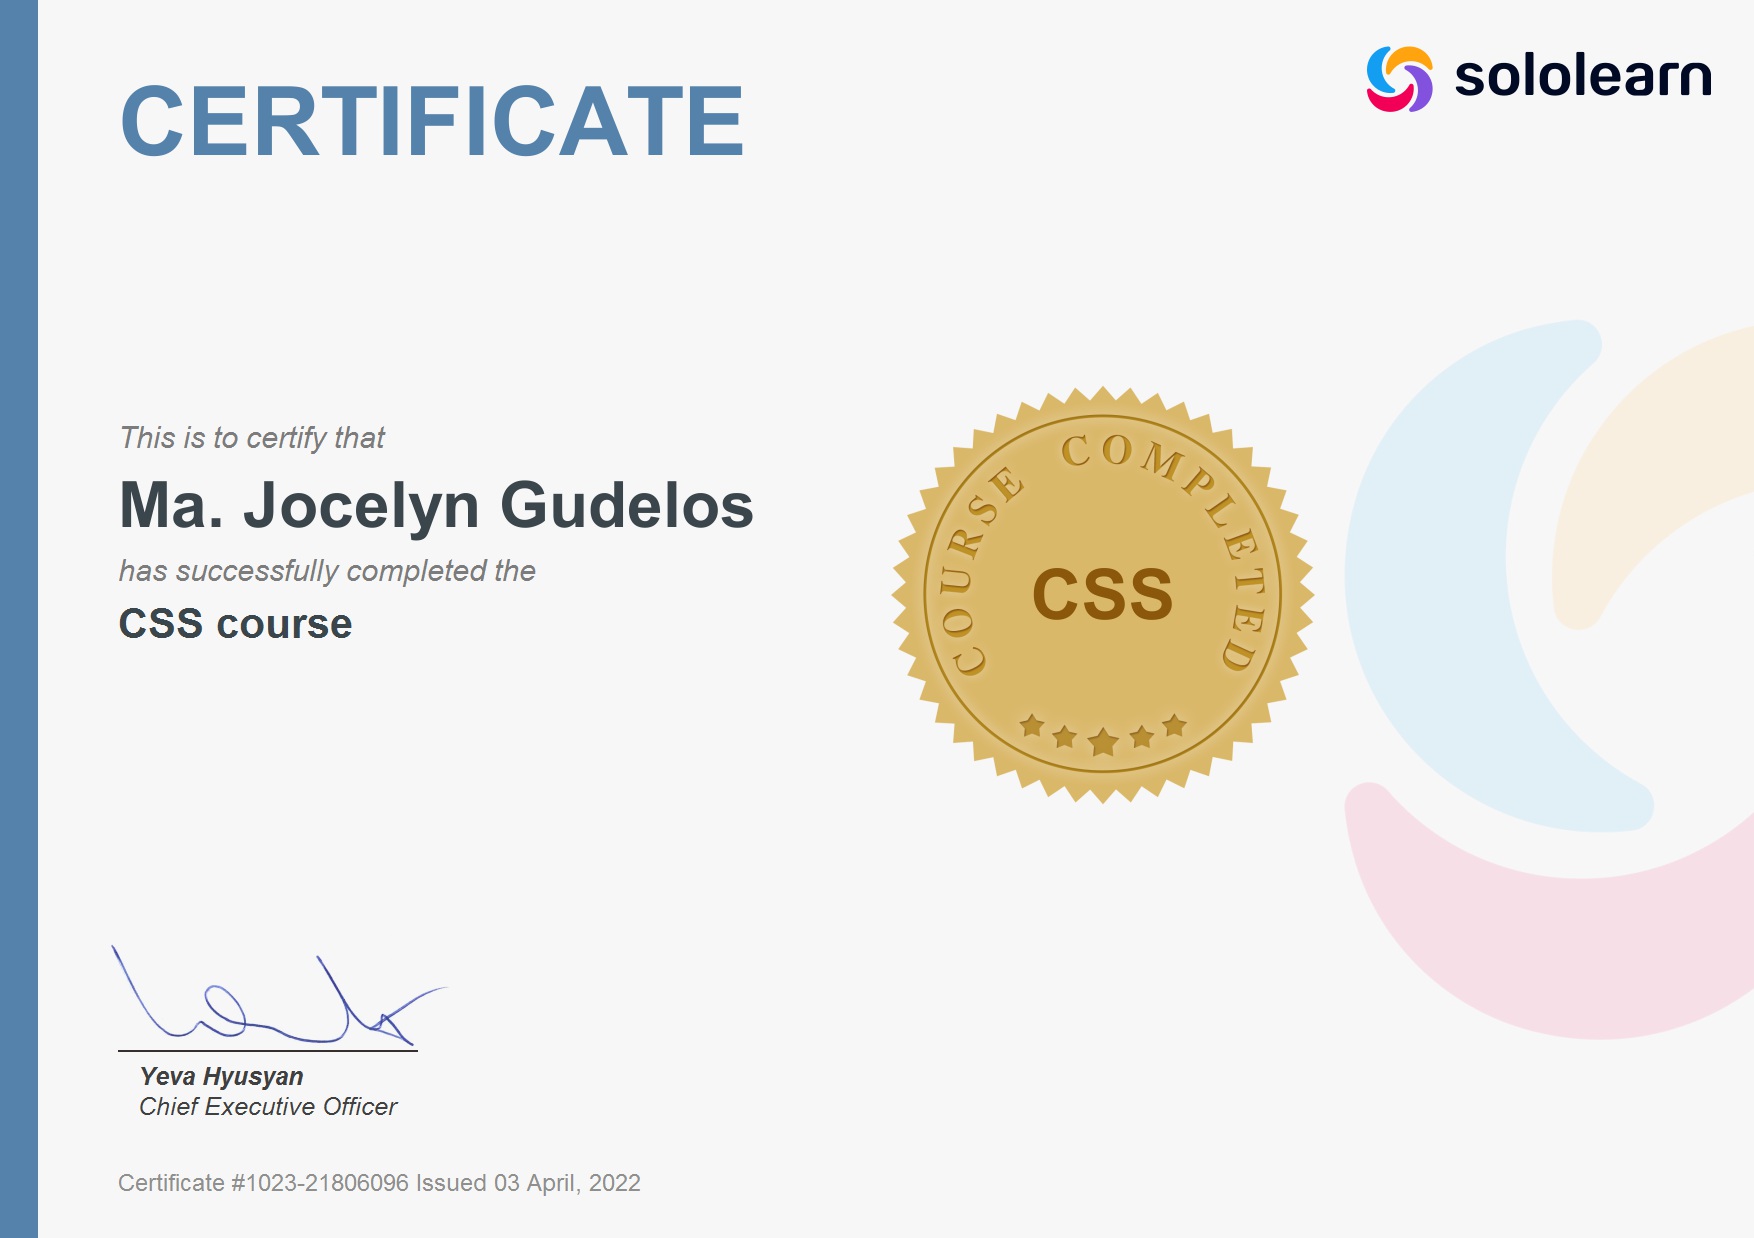 CERTIFICATE
sololearn
This is to certify that
Ma. Jocelyn Gudelos
has successfully completed the
CSS course
COURSE COMPLETED
CSS
Yeva Hyusyan
Chief Executive Officer
Certificate #1023-21806096 Issued 03 April, 2022